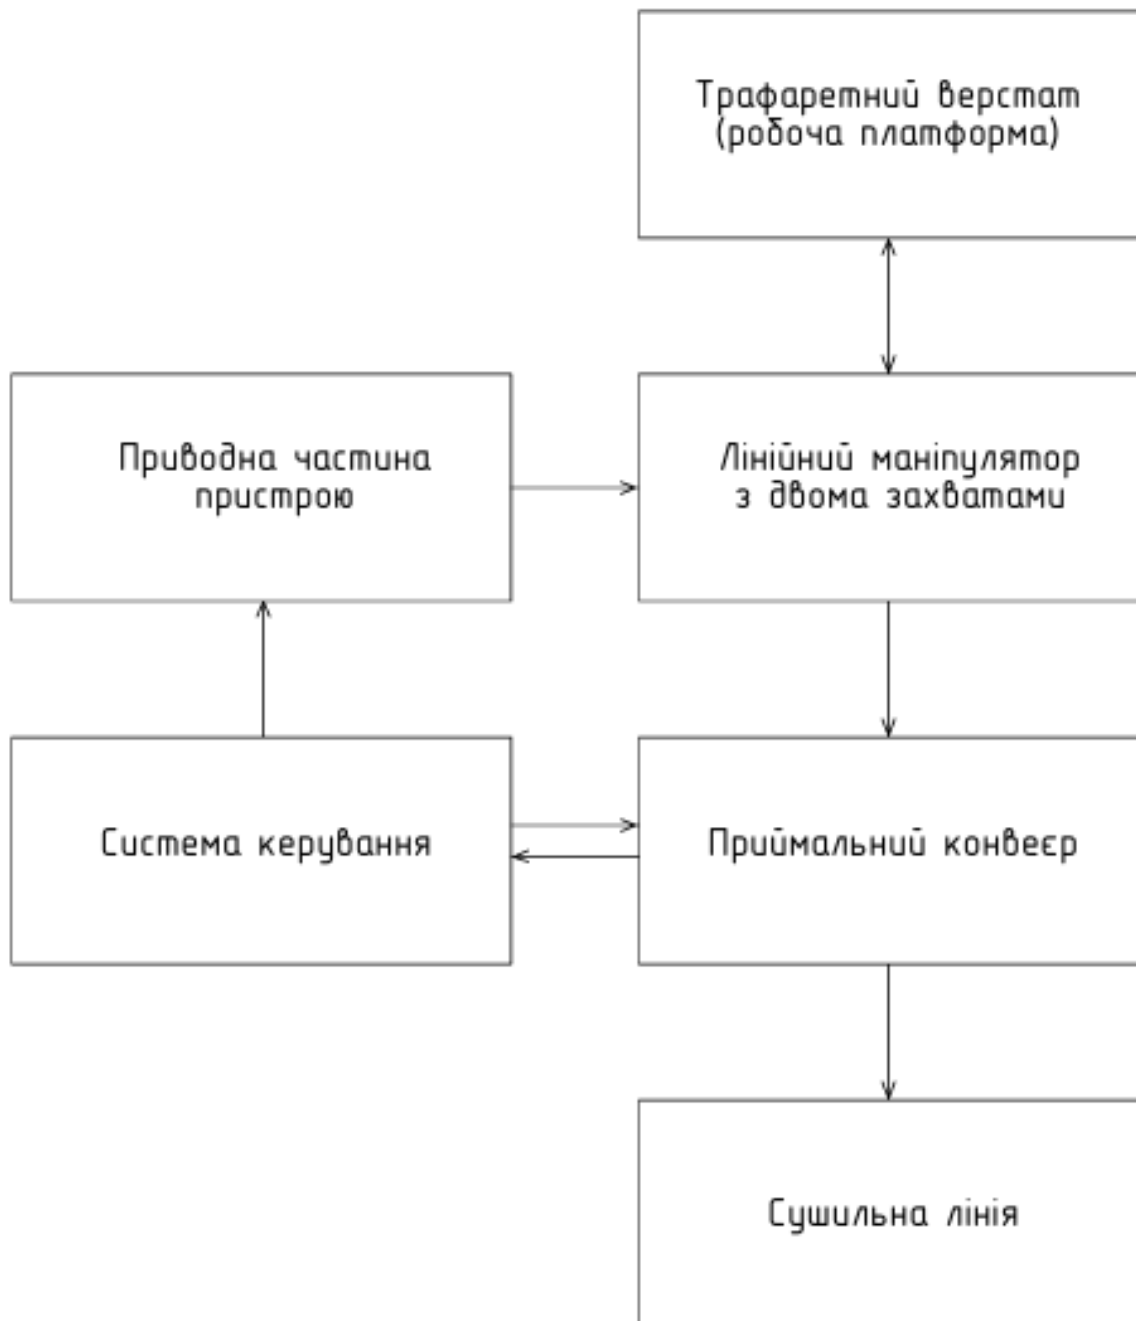 Трафаретний верстат
(робоча платформа)
Приводна частина
пристрою
Лінійний маніпулятор
з двома захватами
Система керування
Приймальний конвеєр
Сушильна лінія